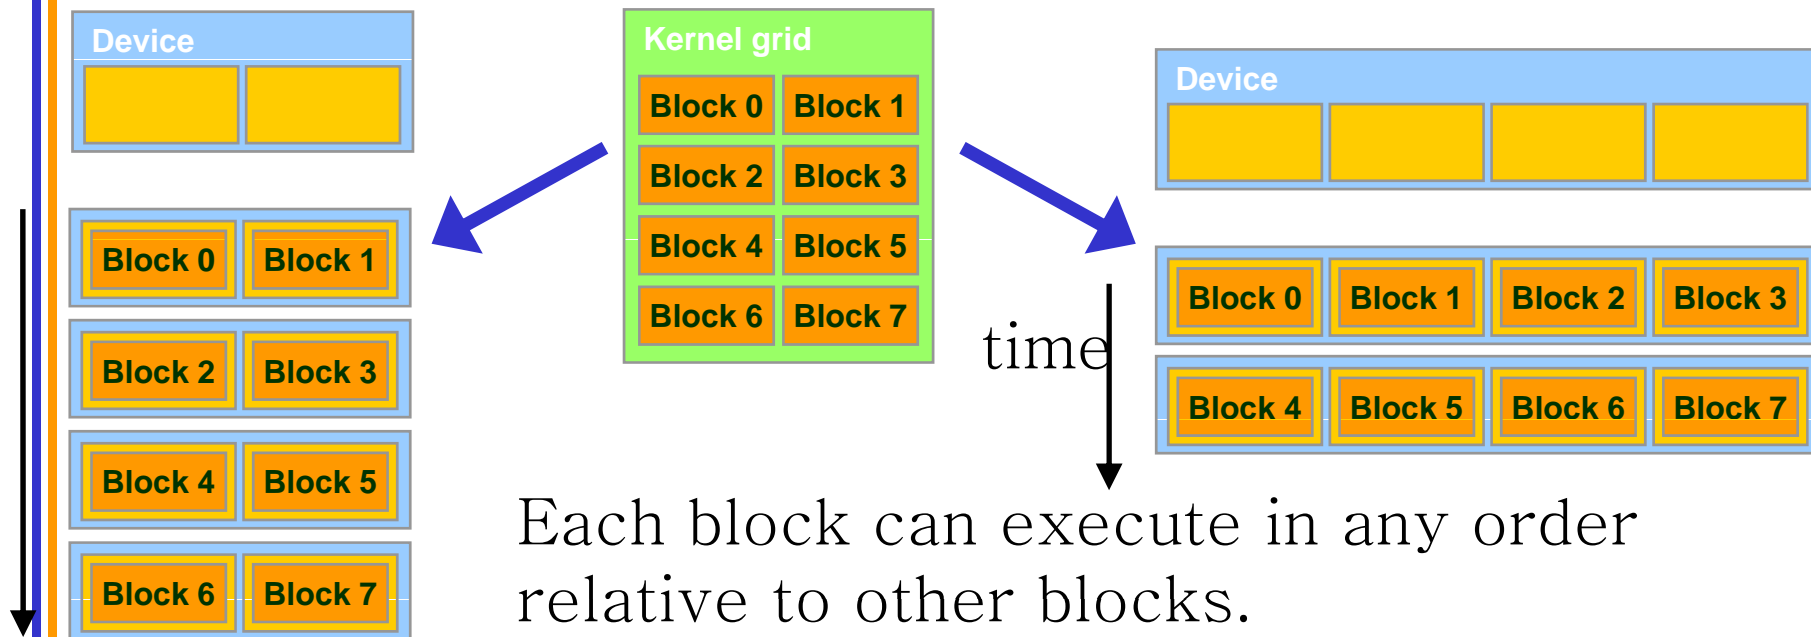 Device
Block 0 Block 1
Block 2 Block 3
Block 4 Block 5
Block 6 Block 7
Kernel grid
Block 0 Block 1
Block 2 Block 3
Block 4 Block 5
Block 6 Block 7
Device
time
Block 0 Block 1 Block 2 Block 3
Block 4 Block 5 Block 6 Block 7
Each block can execute in any order
relative to other blocks.